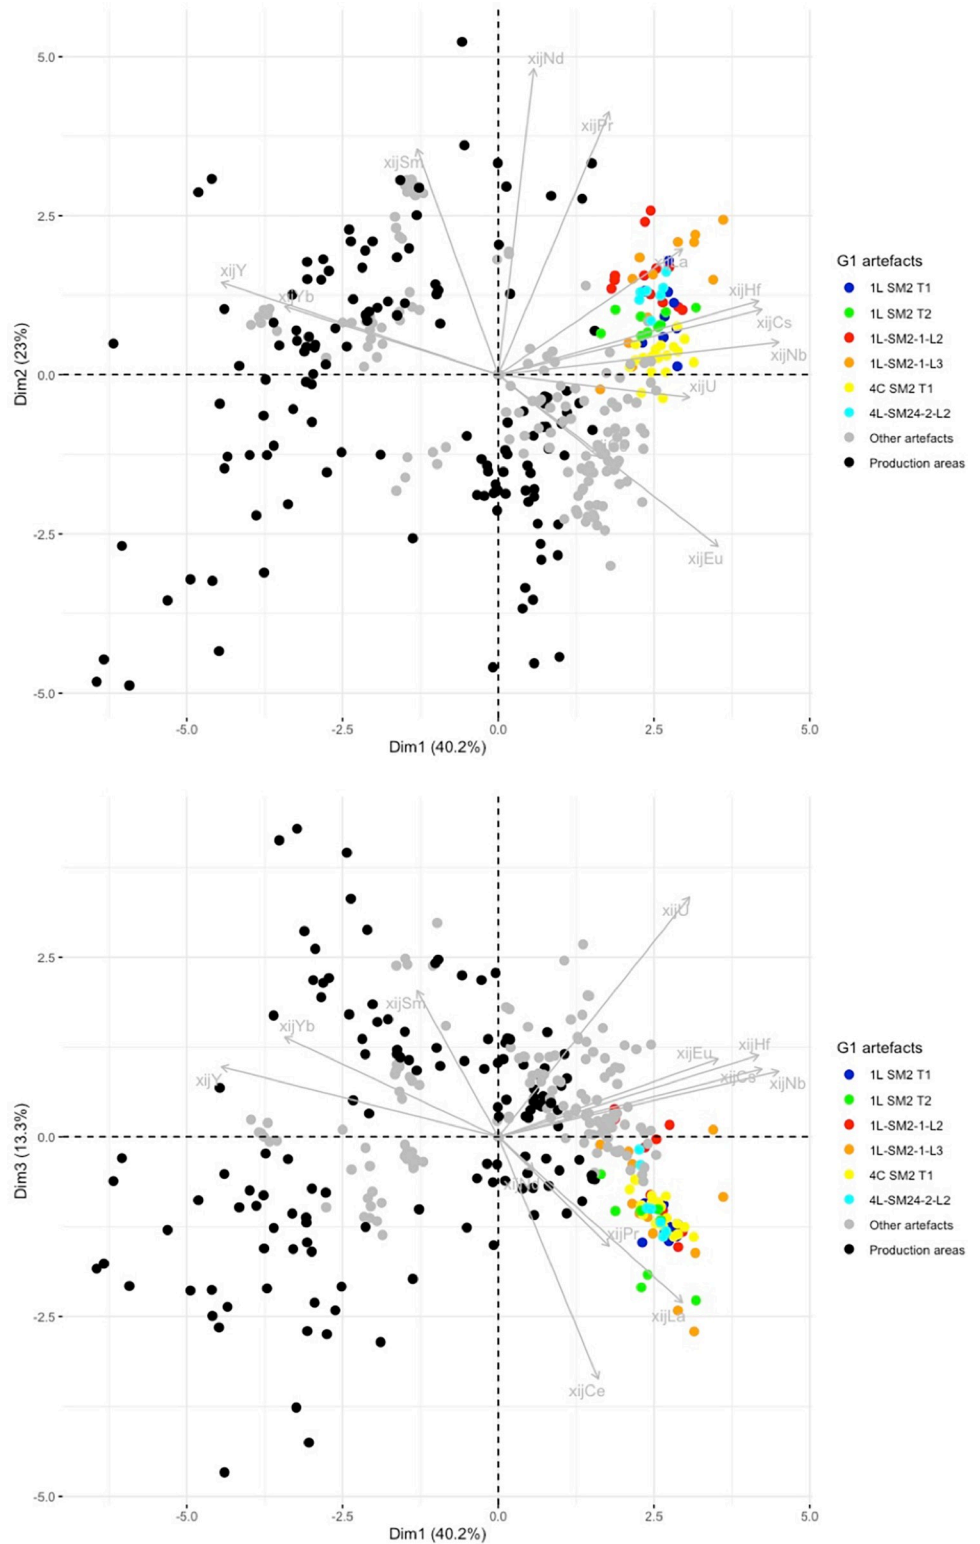 5.0
2.5
0.0
-2.5
-5.0
Dim2 (23%)
xijNd
xijPr
xijSm
xijY
xijYb
xijLa
xijHf
xijCs
xijNb
xijU
xijEu
-5.0 -2.5 0.0 2.5 5.0
Dim1 (40.2%)
G1 artefacts
1L SM2 T1
1L SM2 T2
1L-SM2-1-L2
1L-SM2-1-L3
4C SM2 T1
4L-SM24-2-L2
Other artefacts
Production areas
2.5
0.0
-2.5
-5.0
Dim3 (13.3%)
xijU
xijSm
xijYb
xijY
xijEu
xijHf
xijCs
xijNb
xijPr
xijLa
xijCe
-5.0 -2.5 0.0 2.5 5.0
Dim1 (40.2%)
G1 artefacts
1L SM2 T1
1L SM2 T2
1L-SM2-1-L2
1L-SM2-1-L3
4C SM2 T1
4L-SM24-2-L2
Other artefacts
Production areas